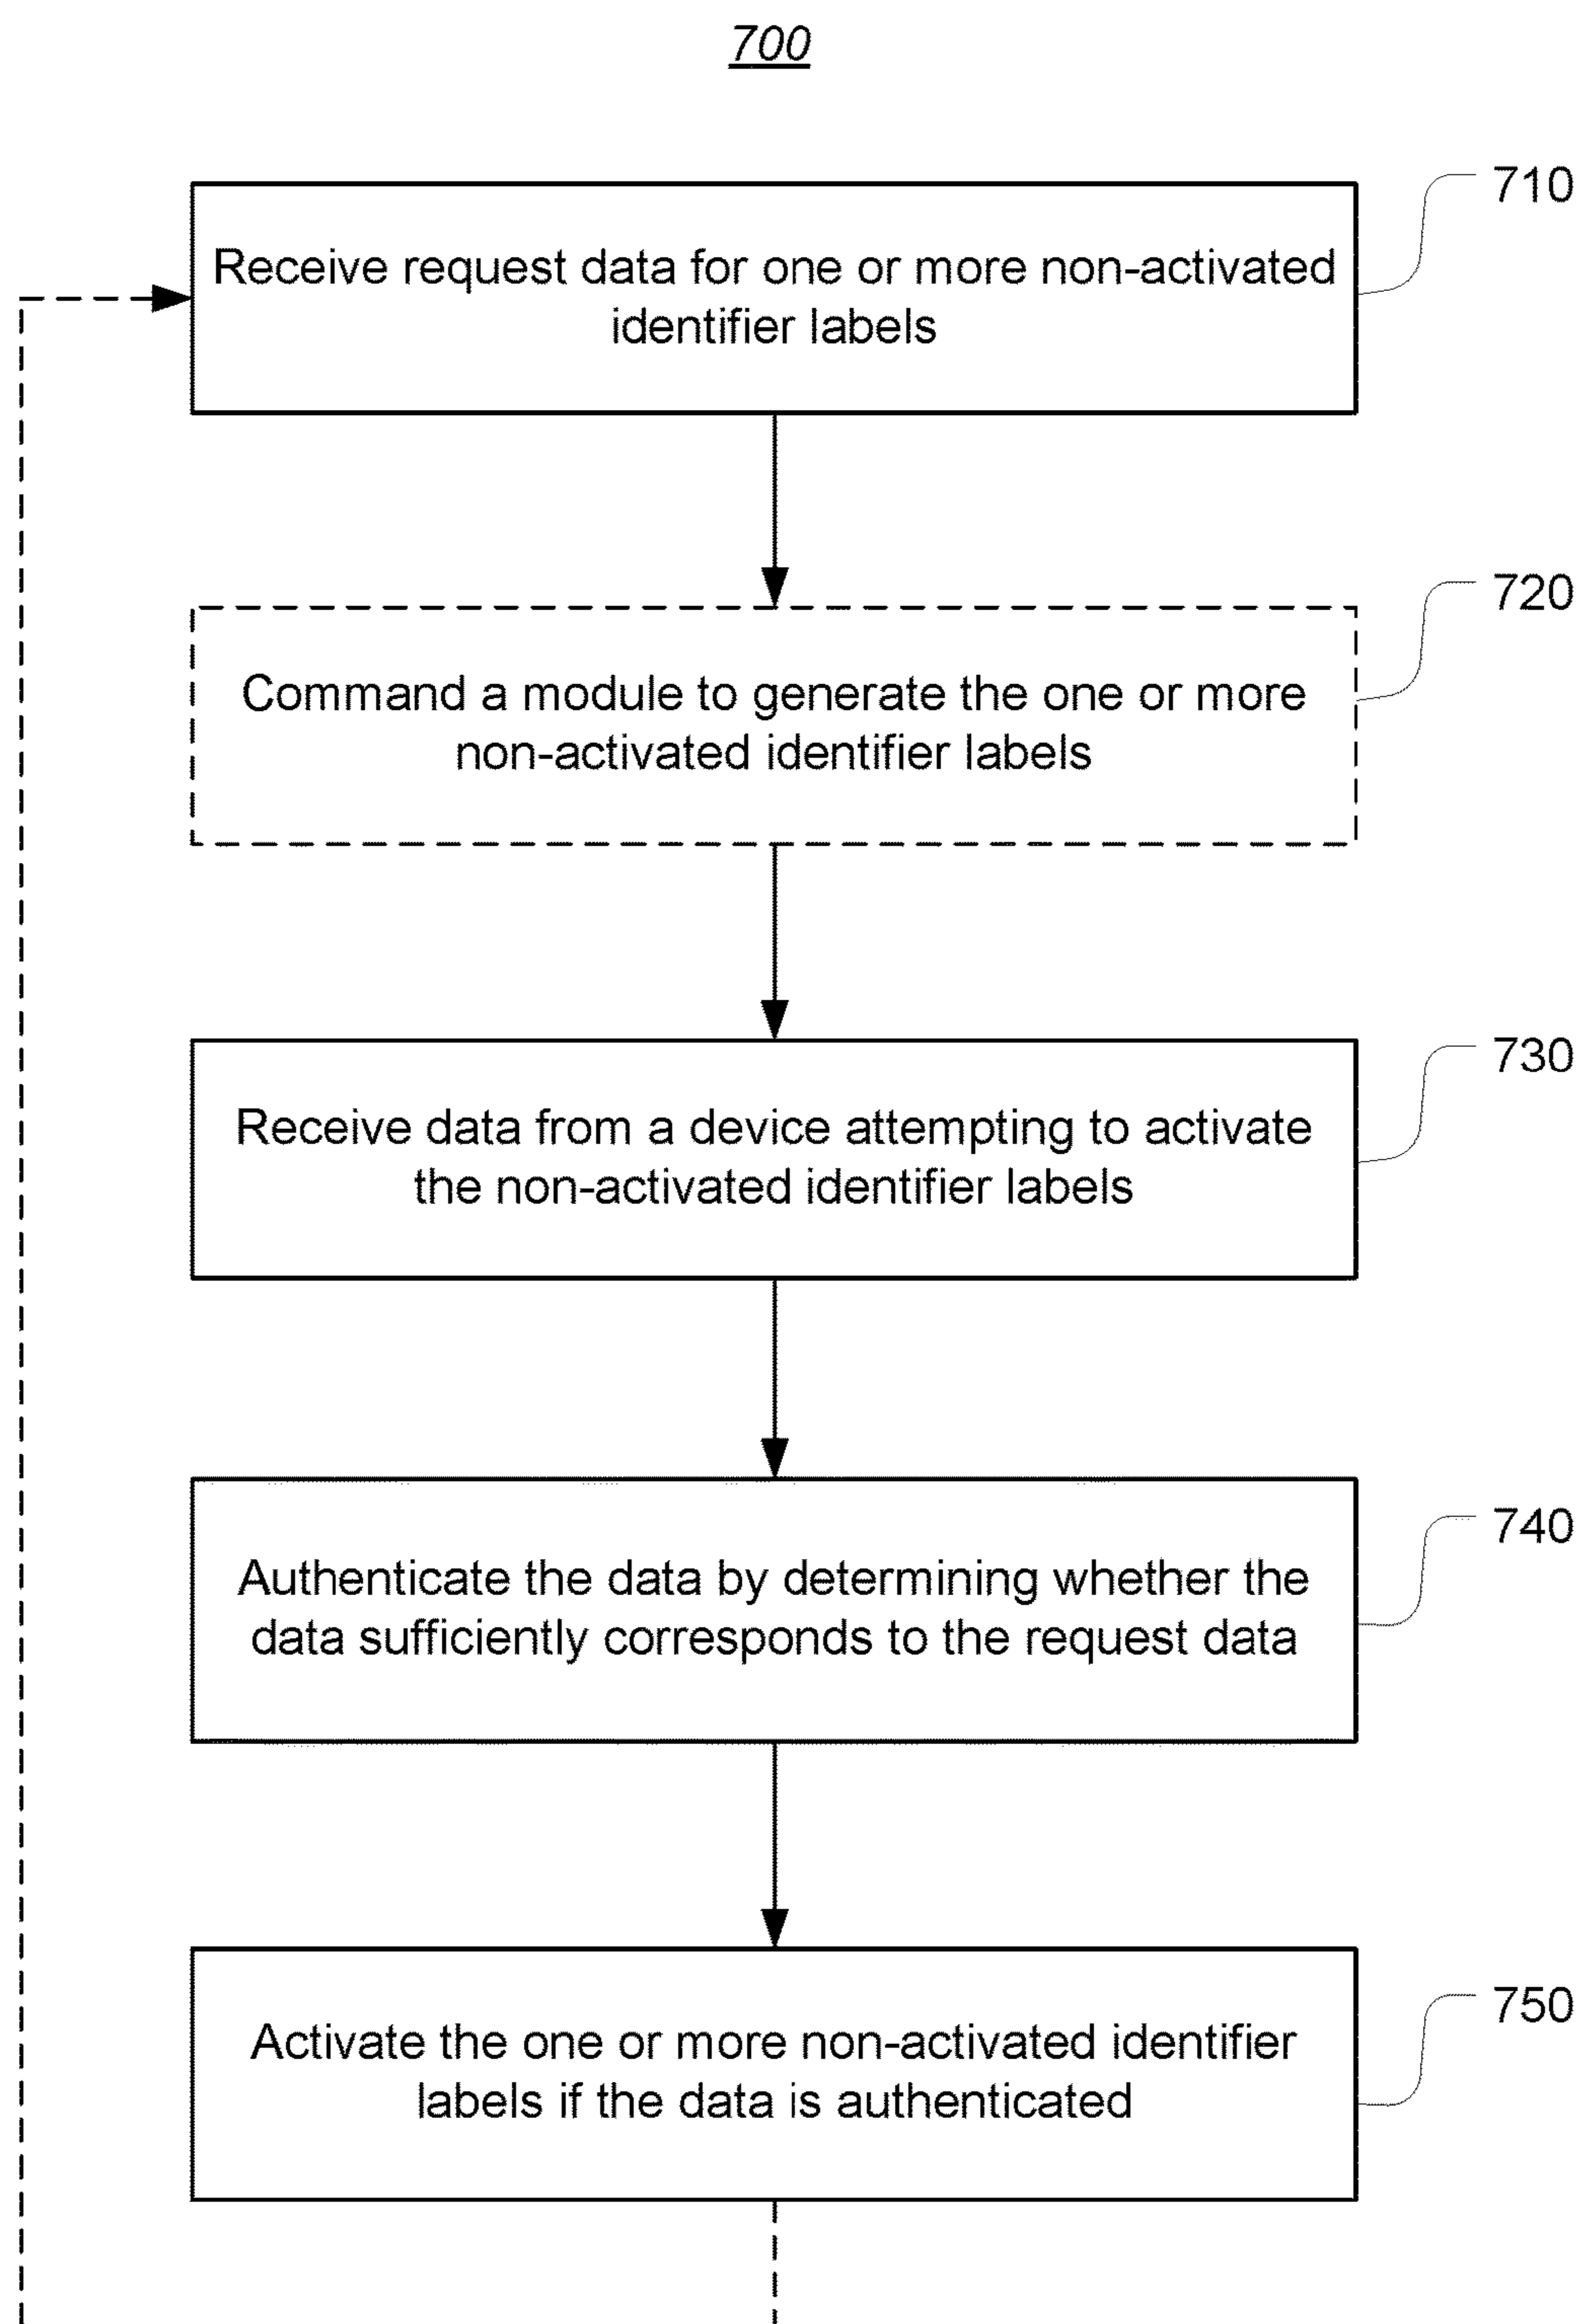 700
710
Receive request data for one or more non-activated
identifier labels
720
Command a module to generate the one or more
non-activated identifier labels
730
Receive data from a device attempting to activate
the non-activated identifier labels
740
Authenticate the data by determining whether the
data sufficiently corresponds to the request data
750
Activate the one or more non-activated identifier
labels if the data is authenticated